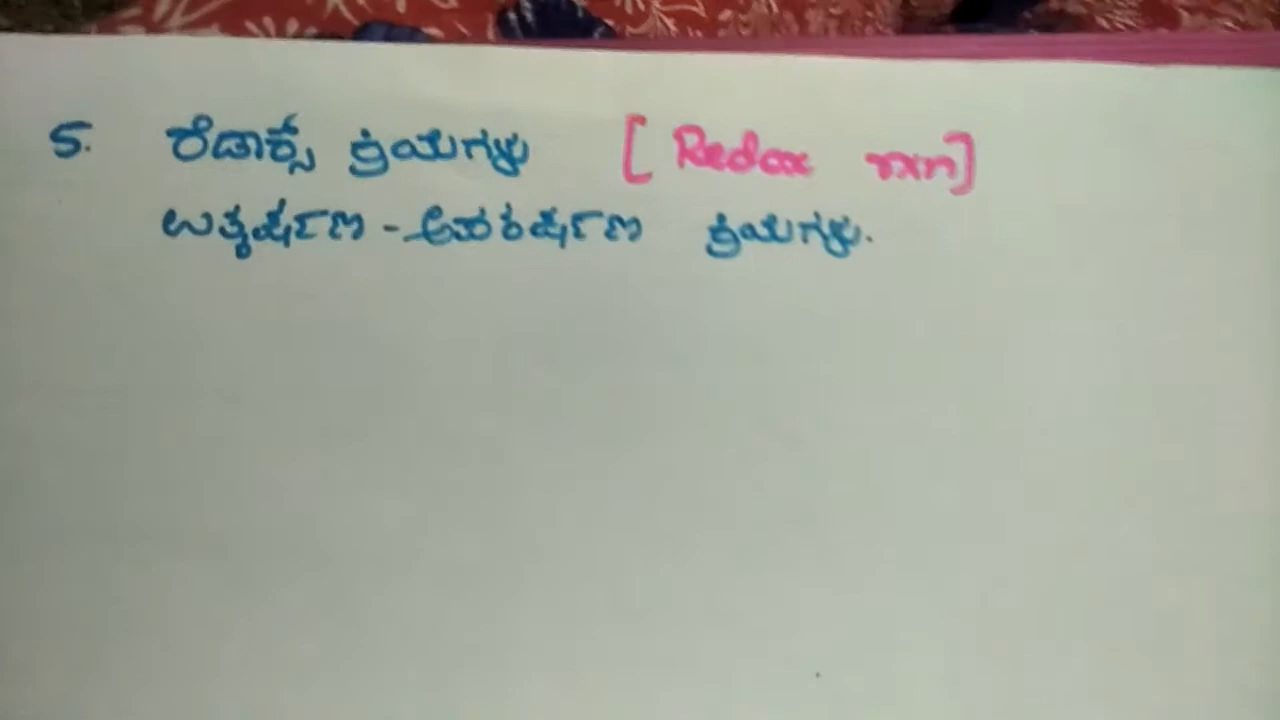 5. ರೆಡಾಕ್ಸ್ ಕ್ರಿಯೆಗಳು [Redox rxn]
ಉತ್ಕರ್ಷಣ - ಅಪಕರ್ಷಣ ಕ್ರಿಯೆಗಳು.